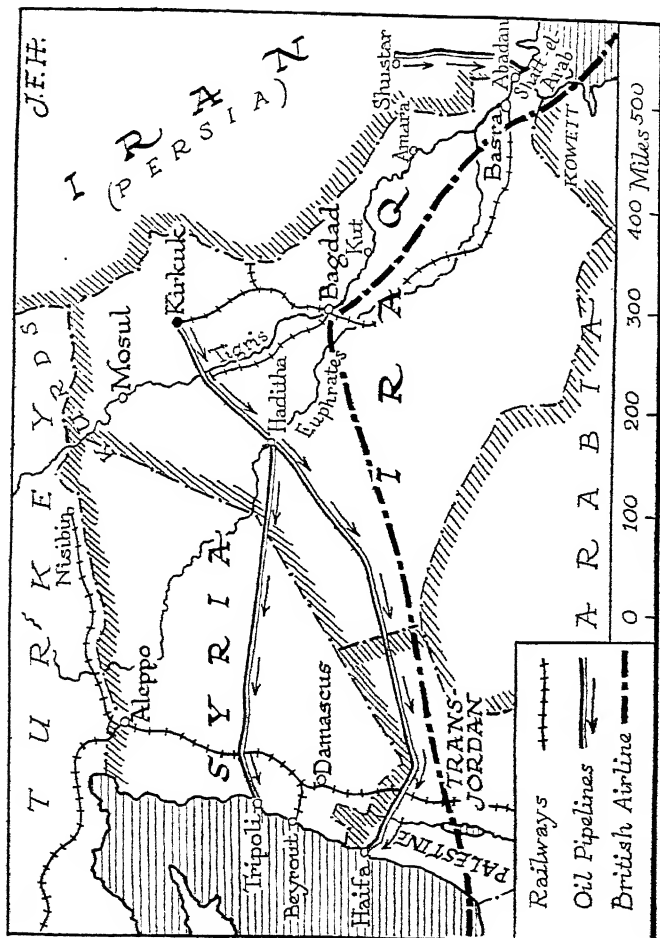 J.F.H.
TURKEY
KURDS
IRAN
(PERSIA)
Nisibin
Mosul
Kirkuk
Aleppo
SYRIA
Tigris
Haditha
Euphrates
Bagdad
Kut
Amara
Shustar
Tripoli
Beyrout
Damascus
Haifa
PALESTINE
TRANS-
JORDAN
IRAQ
Basra
Abadan
Shatt-el-
Arab
KOWEIT
ARABIA
Railways
Oil Pipelines
British Airline
0 100 200 300 400 Miles 500